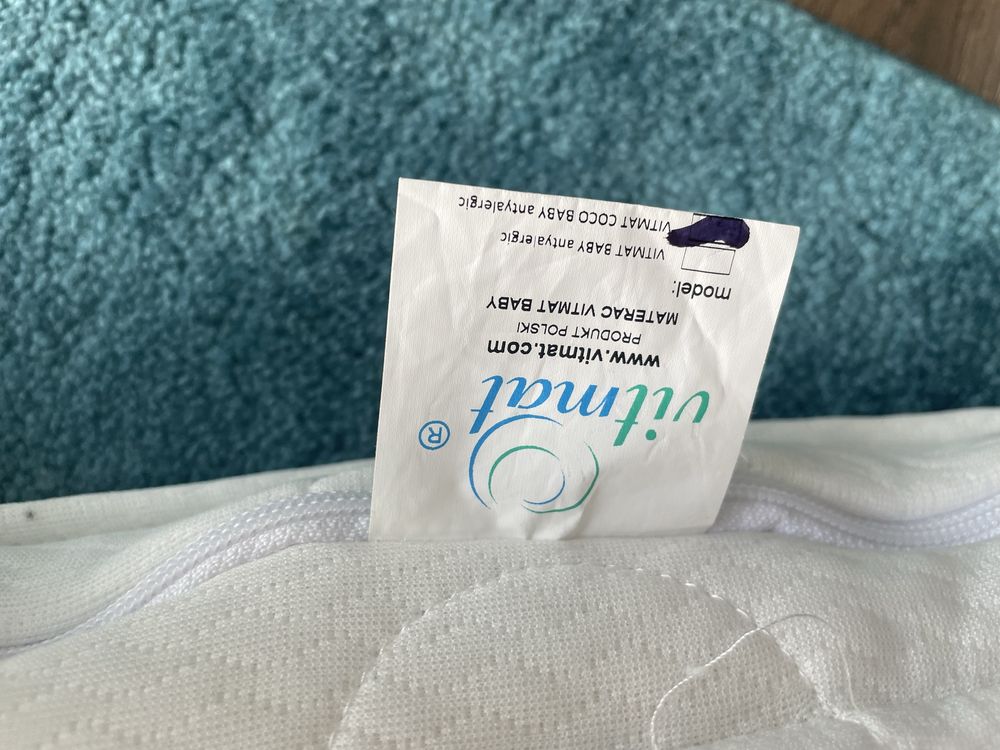 vitmat®
www.vitmat.com
PRODUKT POLSKI
MATERAC VITMAT BABY
model:
VITMAT BABY antyalergic
VITMAT COCO BABY antyalergic